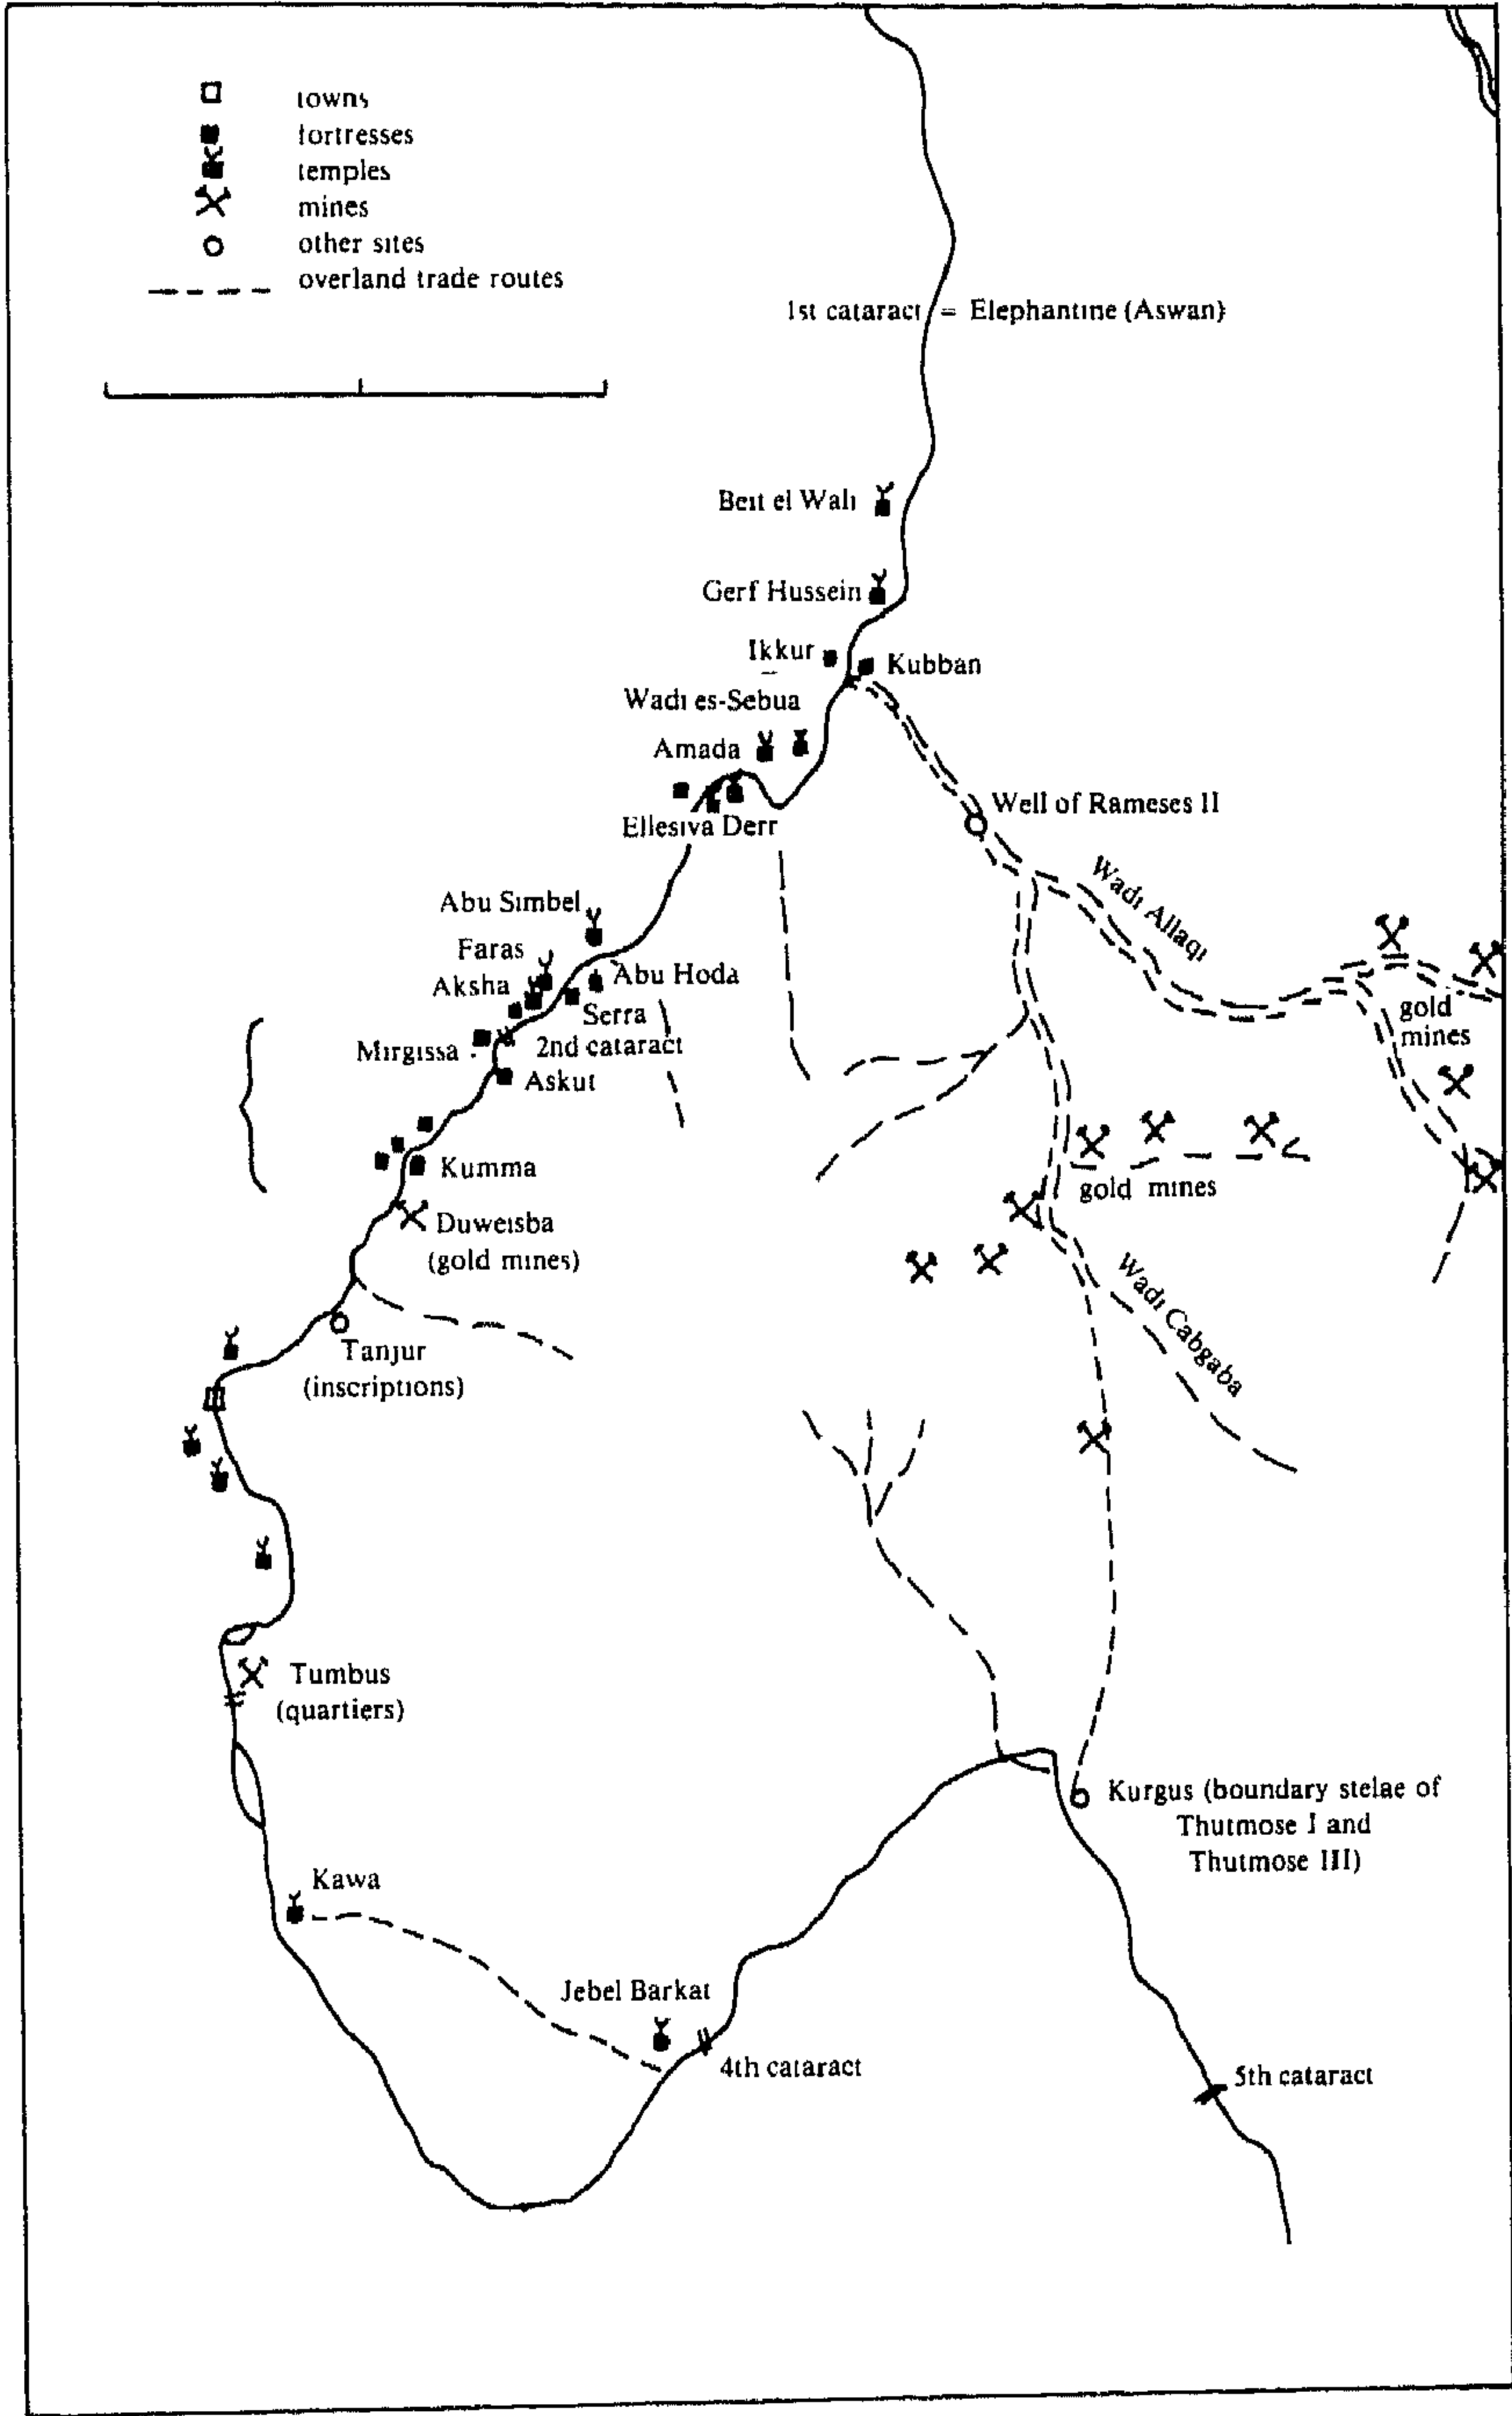 towns
fortresses
temples
mines
other sites
overland trade routes
1st cataract = Elephantine (Aswan)
Beit el Wali
Gerf Hussein
Ikkur
Kubban
Wadi es-Sebua
Amada
Well of Rameses II
Ellesiva Derr
Wadi Allaqi
Abu Simbel
Faras
Abu Hoda
Aksha
Serra
gold
mines
Mirgissa
2nd cataract
Askut
Kumma
gold mines
Duweisba
(gold mines)
Wadi Cabgaba
Tanjur
(inscriptions)
Tumbus
(quartiers)
Kurgus (boundary stelae of
Thutmose I and
Thutmose III)
Kawa
Jebel Barkat
4th cataract
5th cataract